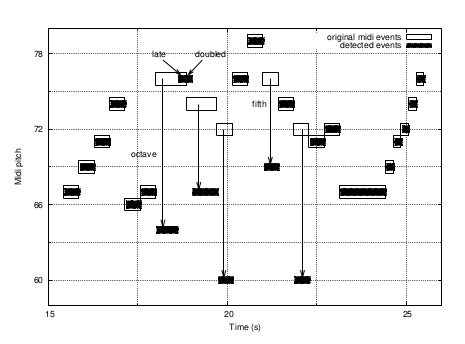 original midi events
detected events
late
doubled
fifth
octave
Midi pitch
78
72
66
60
15
20
25
Time (s)